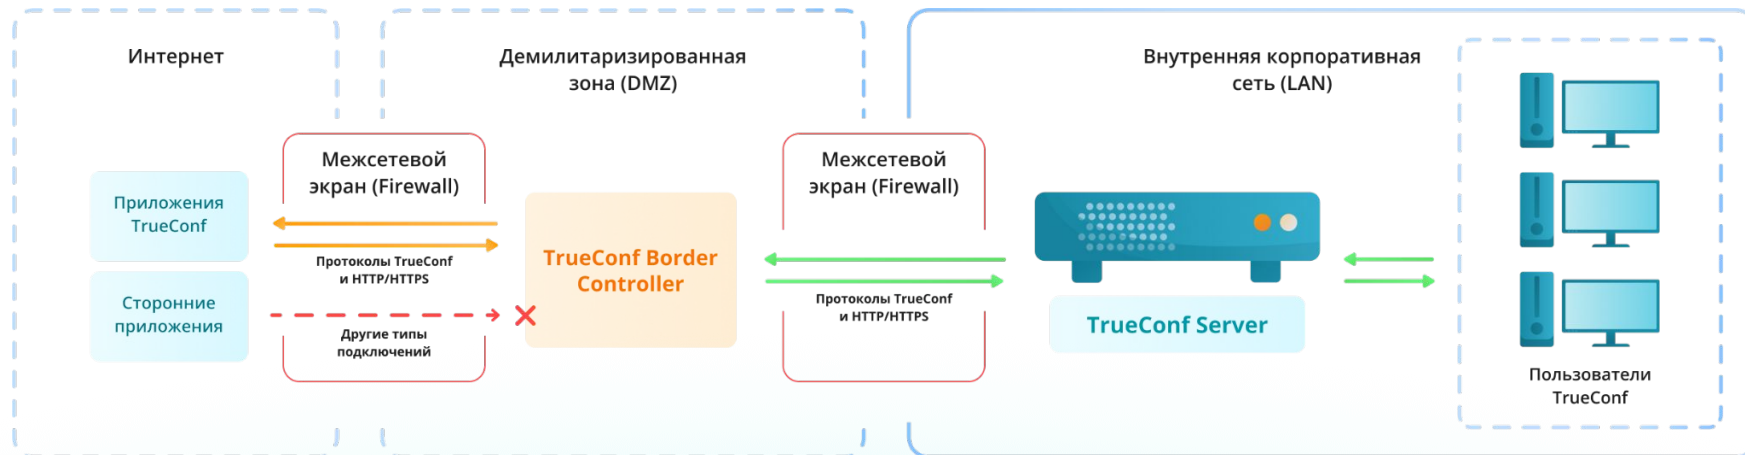 Интернет
Демилитаризированная
зона (DMZ)
Внутренняя корпоративная
сеть (LAN)
Межсетевой
экран (Firewall)
Межсетевой
экран (Firewall)
Приложения
TrueConf
Протоколы TrueConf
и HTTP/HTTPS
Сторонние
приложения
Другие типы
подключений
TrueConf Border
Controller
Протоколы TrueConf
и HTTP/HTTPS
TrueConf Server
Пользователи
TrueConf